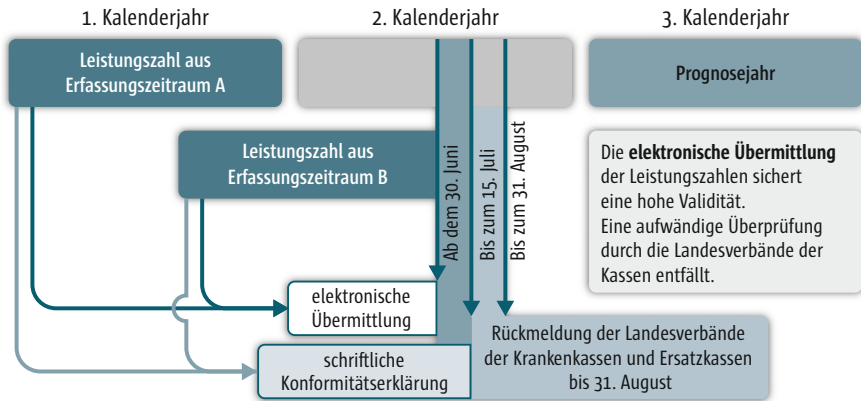 1. Kalenderjahr
2. Kalenderjahr
3. Kalenderjahr
Leistungszahl aus
Erfassungszeitraum A
Prognosejahr
Leistungszahl aus
Erfassungszeitraum B
Ab dem 30. Juni
Bis zum 15. Juli
Bis zum 31. August
Die elektronische Übermittlung
der Leistungszahlen sichert
eine hohe Validität.
Eine aufwändige Überprüfung
durch die Landesverbände der
Kassen entfällt.
elektronische
Übermittlung
schriftliche
Konformitätserklärung
Rückmeldung der Landesverbände
der Krankenkassen und Ersatzkassen
bis 31. August